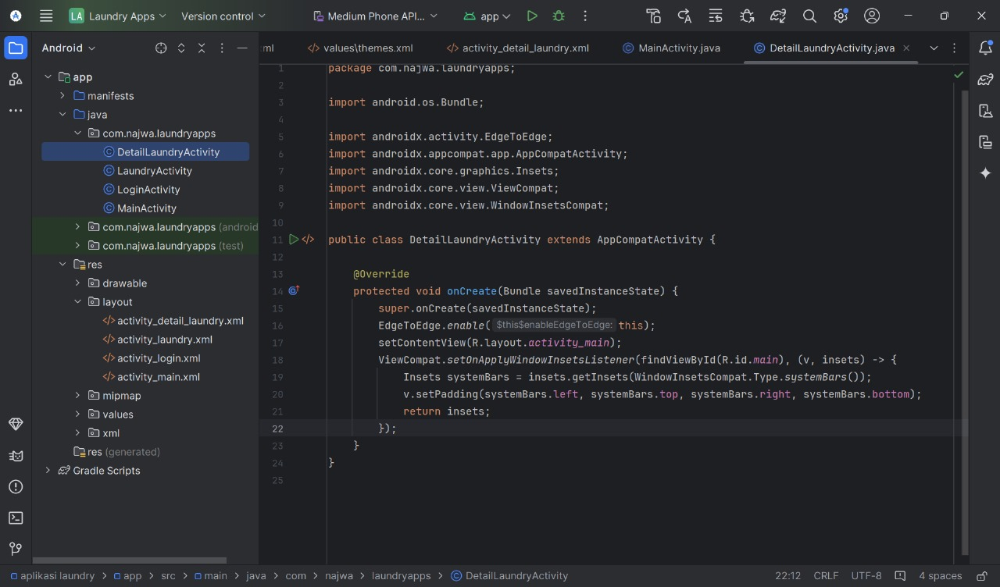 LA Laundry Apps Version control Medium Phone API... app
Android
ml values\themes.xml activity_detail_laundry.xml MainActivity.java DetailLaundryActivity.java
app
manifests
java
com.najwa.laundryapps
DetailLaundryActivity
LaundryActivity
LoginActivity
MainActivity
com.najwa.laundryapps (android
com.najwa.laundryapps (test)
res
drawable
layout
activity_detail_laundry.xml
activity_laundry.xml
activity_login.xml
activity_main.xml
mipmap
values
xml
res (generated)
Gradle Scripts
1 package com.najwa.laundryapps;
2
3 import android.os.Bundle;
4
5 import androidx.activity.EdgeToEdge;
6 import androidx.appcompat.app.AppCompatActivity;
7 import androidx.core.graphics.Insets;
8 import androidx.core.view.ViewCompat;
9 import androidx.core.view.WindowInsetsCompat;
10
11 public class DetailLaundryActivity extends AppCompatActivity {
12
13 @Override
14 protected void onCreate(Bundle savedInstanceState) {
15 super.onCreate(savedInstanceState);
16 EdgeToEdge.enable( $this$enableEdgeToEdge: this);
17 setContentView(R.layout.activity_main);
18 ViewCompat.setOnApplyWindowInsetsListener(findViewById(R.id.main), (v, insets) -> {
19 Insets systemBars = insets.getInsets(WindowInsetsCompat.Type.systemBars());
20 v.setPadding(systemBars.left, systemBars.top, systemBars.right, systemBars.bottom);
21 return insets;
22 });
23 }
24 }
25
aplikasi laundry > app > src > main > java > com > najwa > laundryapps > DetailLaundryActivity 22:12 CRLF UTF-8 4 spaces